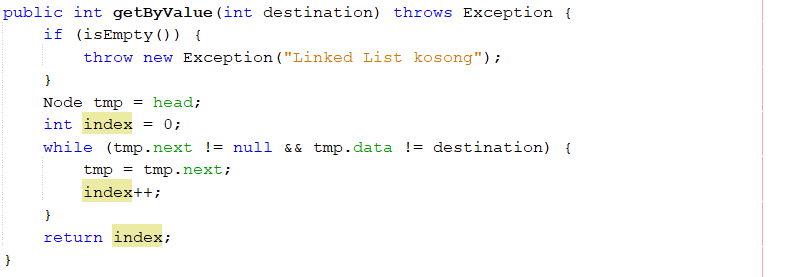 public int getByValue(int destination) throws Exception {
    if (isEmpty()) {
        throw new Exception("Linked List kosong");
    }
    Node tmp = head;
    int index = 0;
    while (tmp.next != null && tmp.data != destination) {
        tmp = tmp.next;
        index++;
    }
    return index;
}